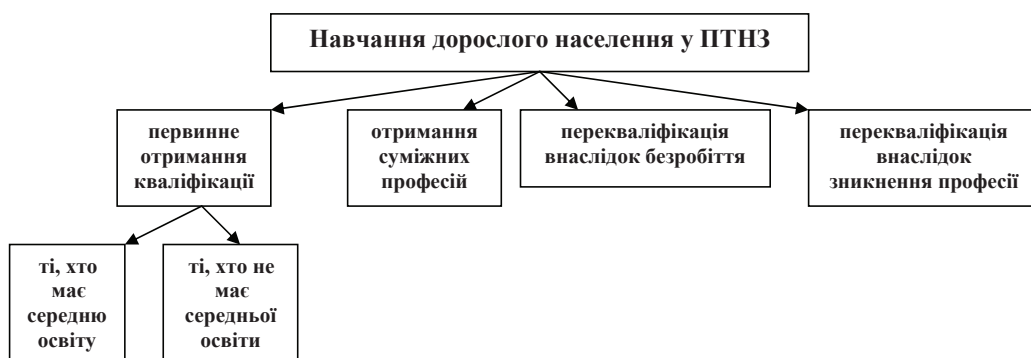 Навчання дорослого населення у ПТНЗ
первинне
отримання
кваліфікації
отримання
суміжних
професій
перекваліфікація
внаслідок безробіття
перекваліфікація
внаслідок
зникнення професії
ті, хто
має
середню
освіту
ті, хто не
має
середньої
освіти